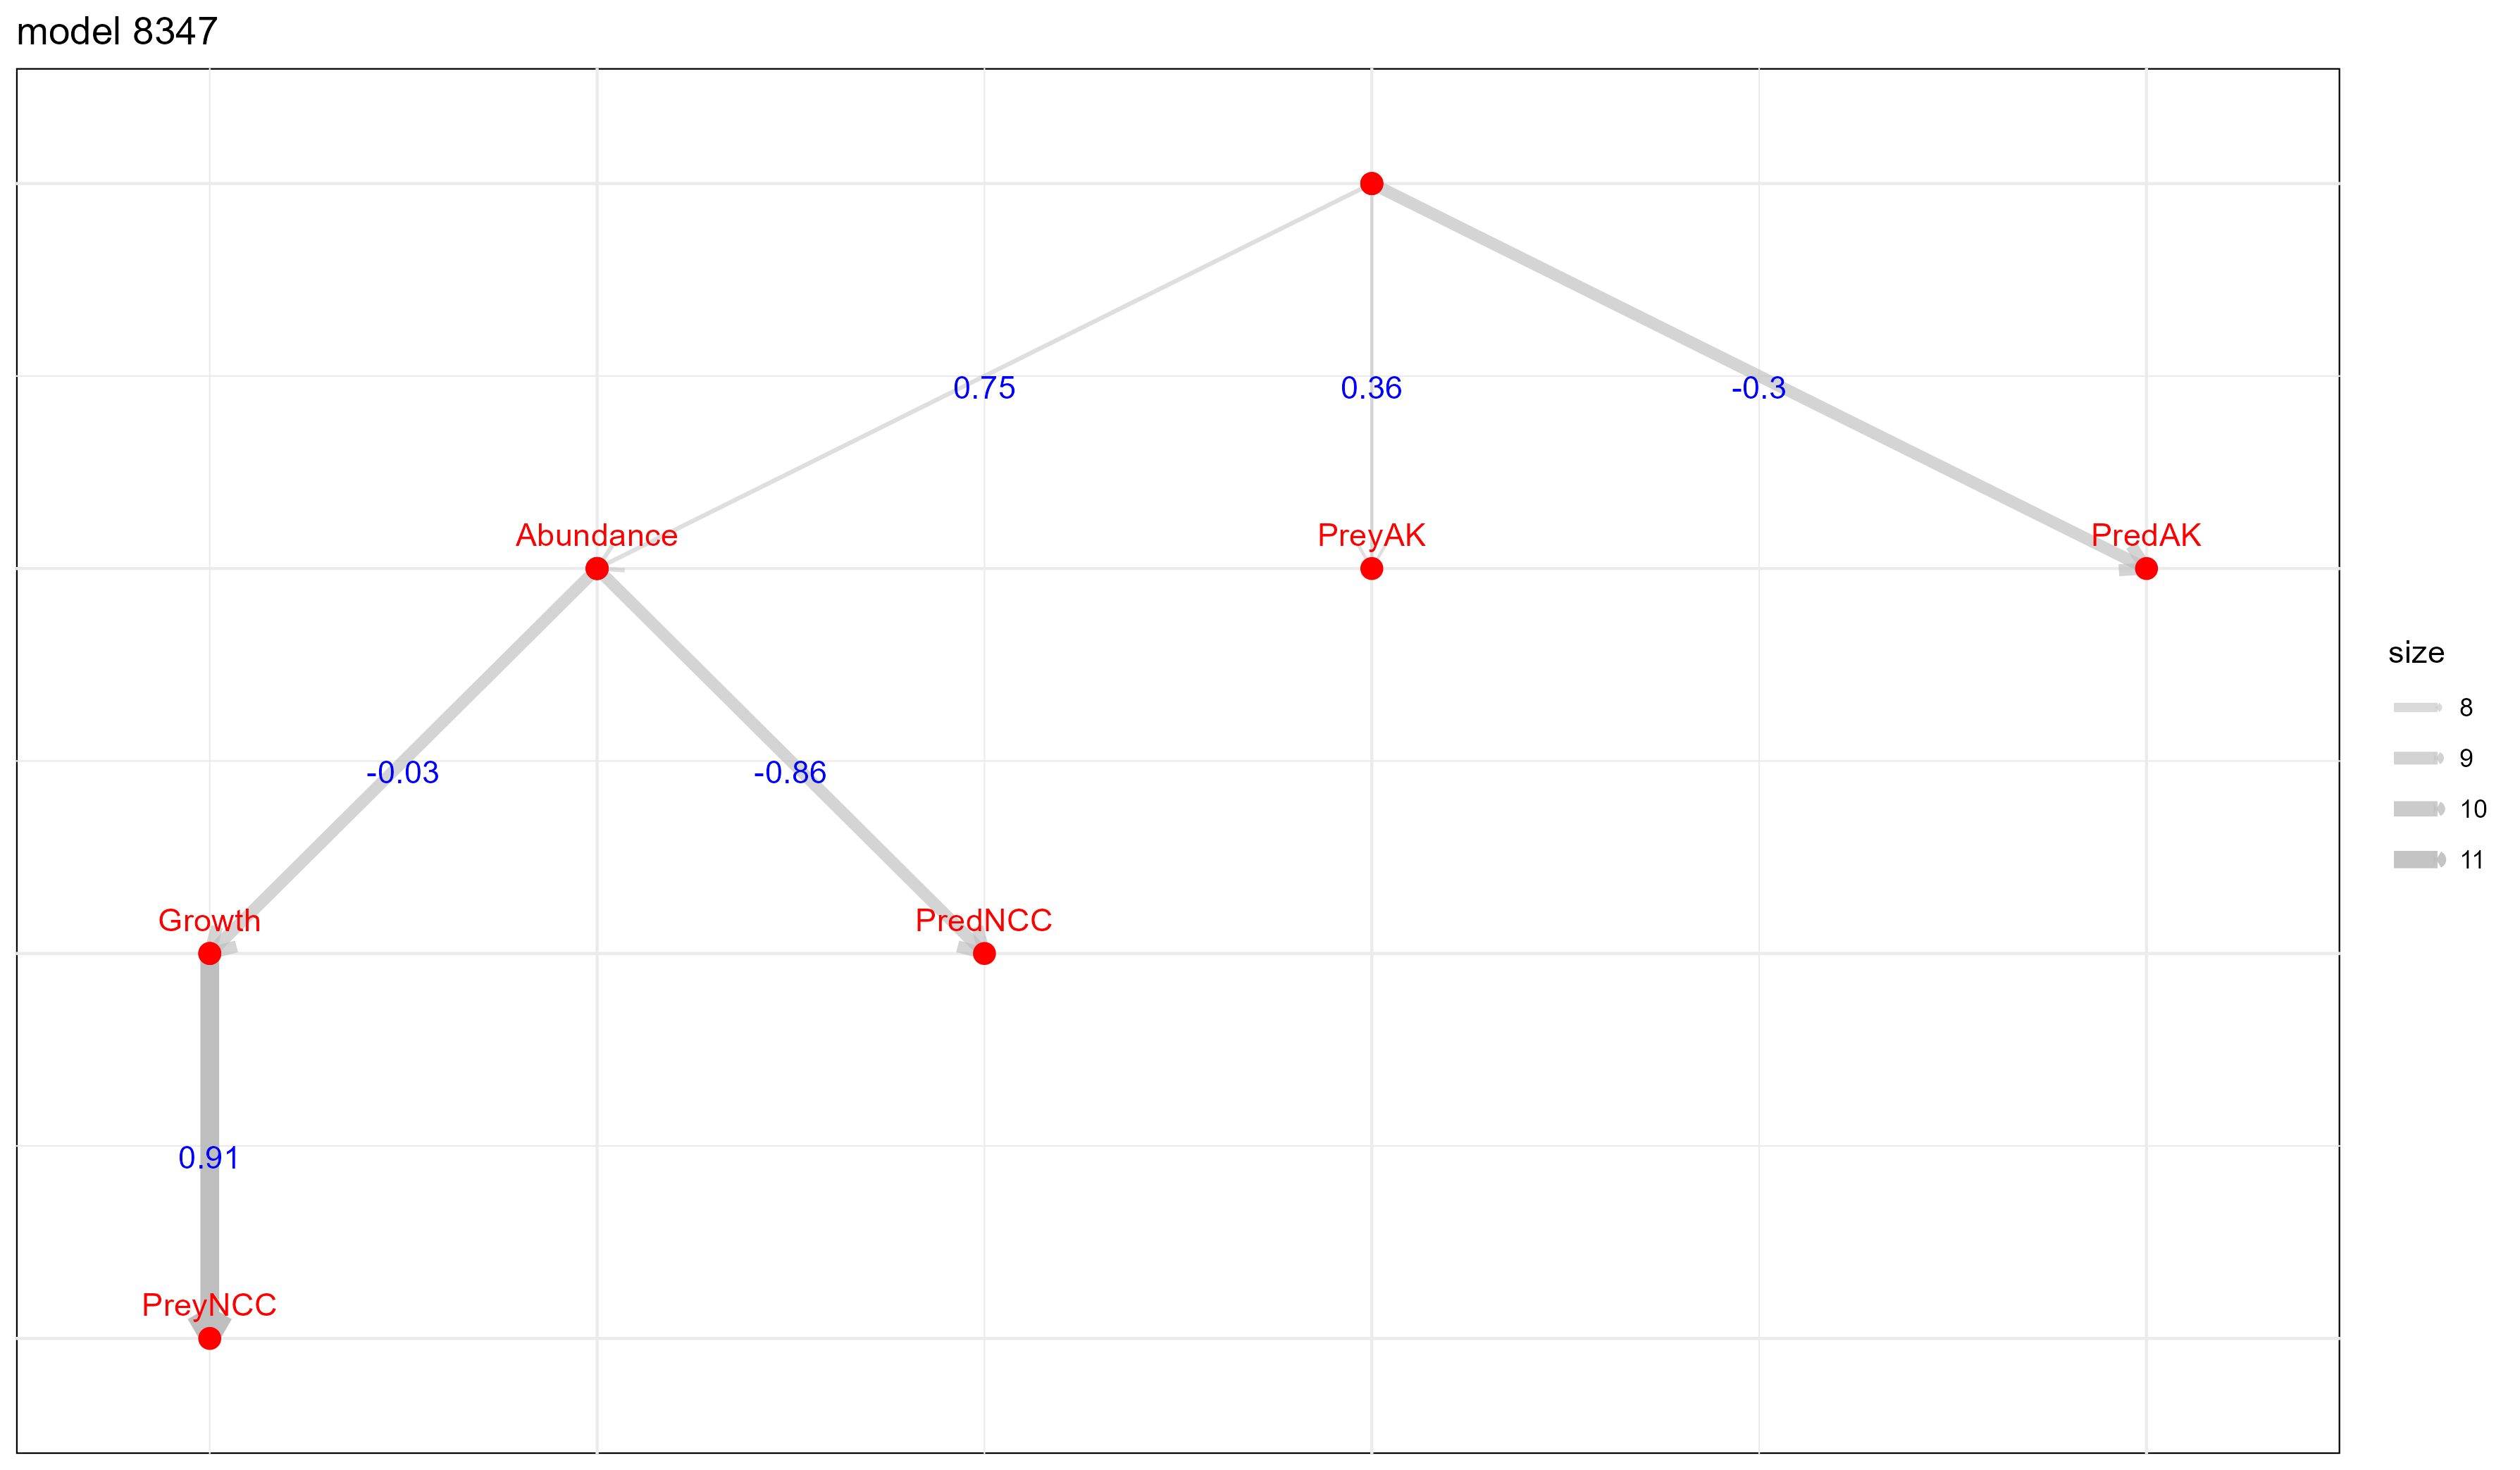 model 8347
0.75
0.36
-0.3
Abundance
PreyAK
PredAK
size
8
9
10
11
-0.03
-0.86
Growth
PredNCC
0.91
PreyNCC